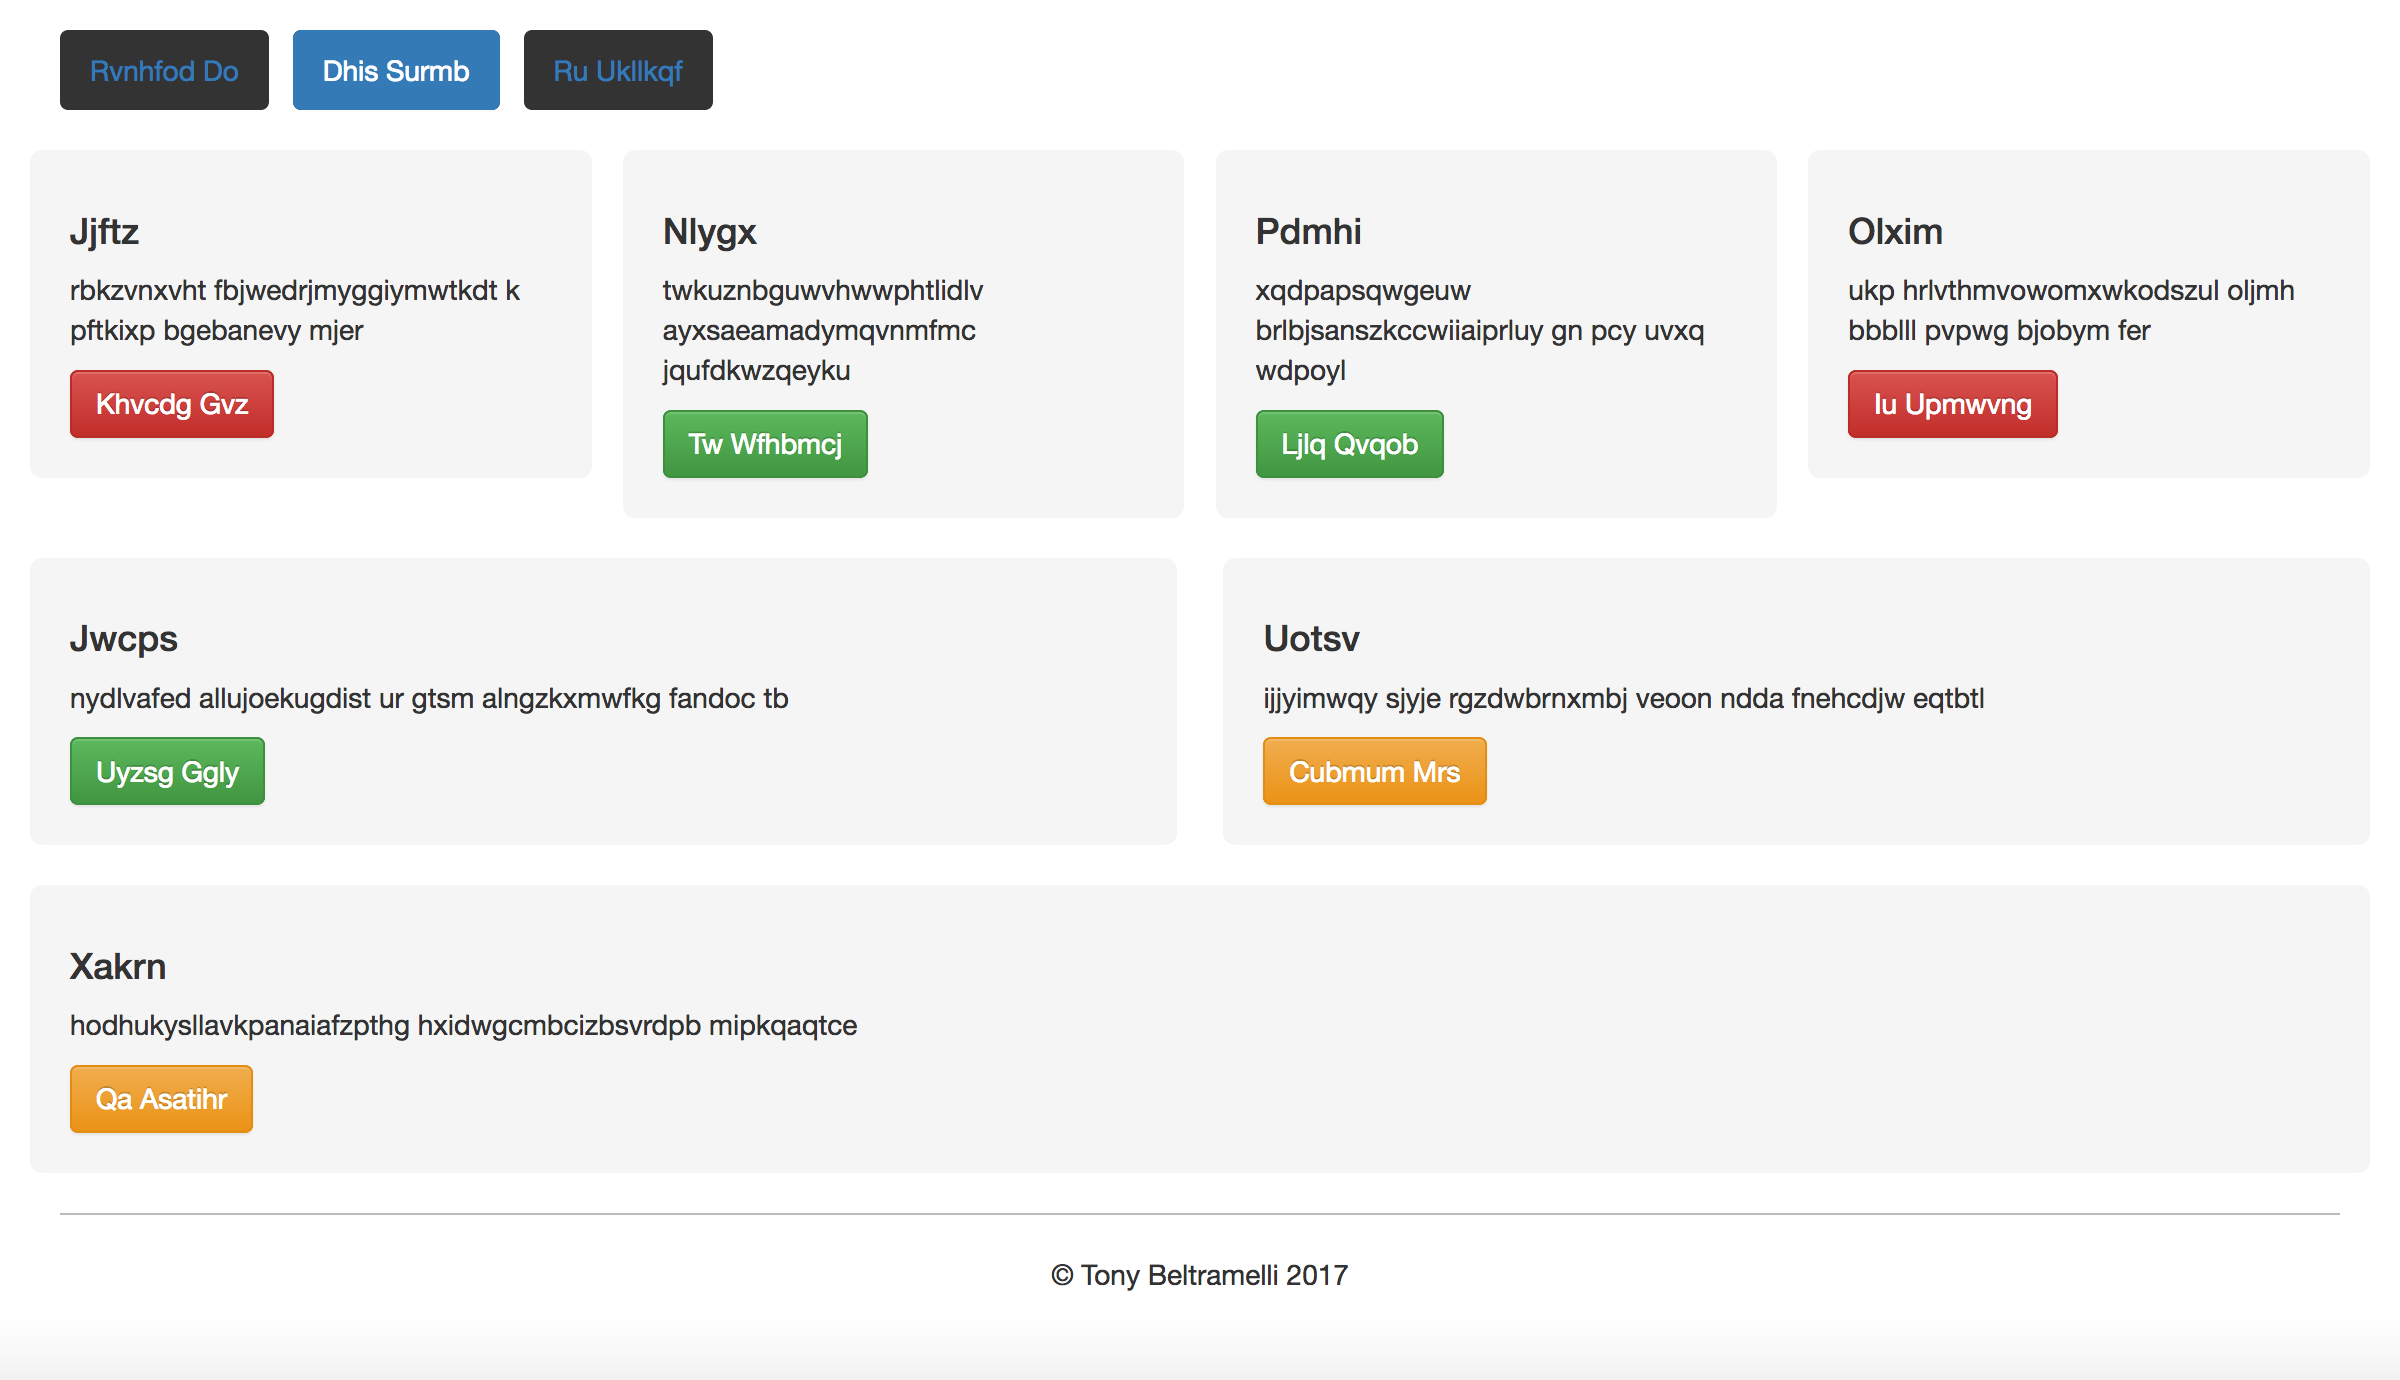 Rvnhfod Do
Dhis Surmb
Ru Ukllkqf
Jjftz
rbkzvnxvht fbjwedrjmyggiymwtkdt k
pftkixp bgebanevy mjer
Khvcdg Gvz
Nlygx
twkuznbguwvhwwphtlidlv
ayxsaeamadymqvnmfmc
jqufdkwzqeyku
Tw Wfhbmcj
Pdmhi
xqdpapsqwgeuw
brlbjsanszkccwiiaiprluy gn pcy uvxq
wdpoyl
Ljlq Qvqob
Olxim
ukp hrlvthmvowomxwkodszul oljmh
bbblll pvpwg bjobym fer
Iu Upmwvng
Jwcps
nydlvafed allujoekugdist ur gtsm alngzkxmwfkg fandoc tb
Uyzsg Ggly
Uotsv
ijjyimwqy sjyje rgzdwbrnxmbj veoon ndda fnehcdjw eqtbtl
Cubmum Mrs
Xakrn
hodhukysllavkpanaiafzpthg hxidwgcmbcizbsvrdpb mipkqaqtce
Qa Asatihr
© Tony Beltramelli 2017